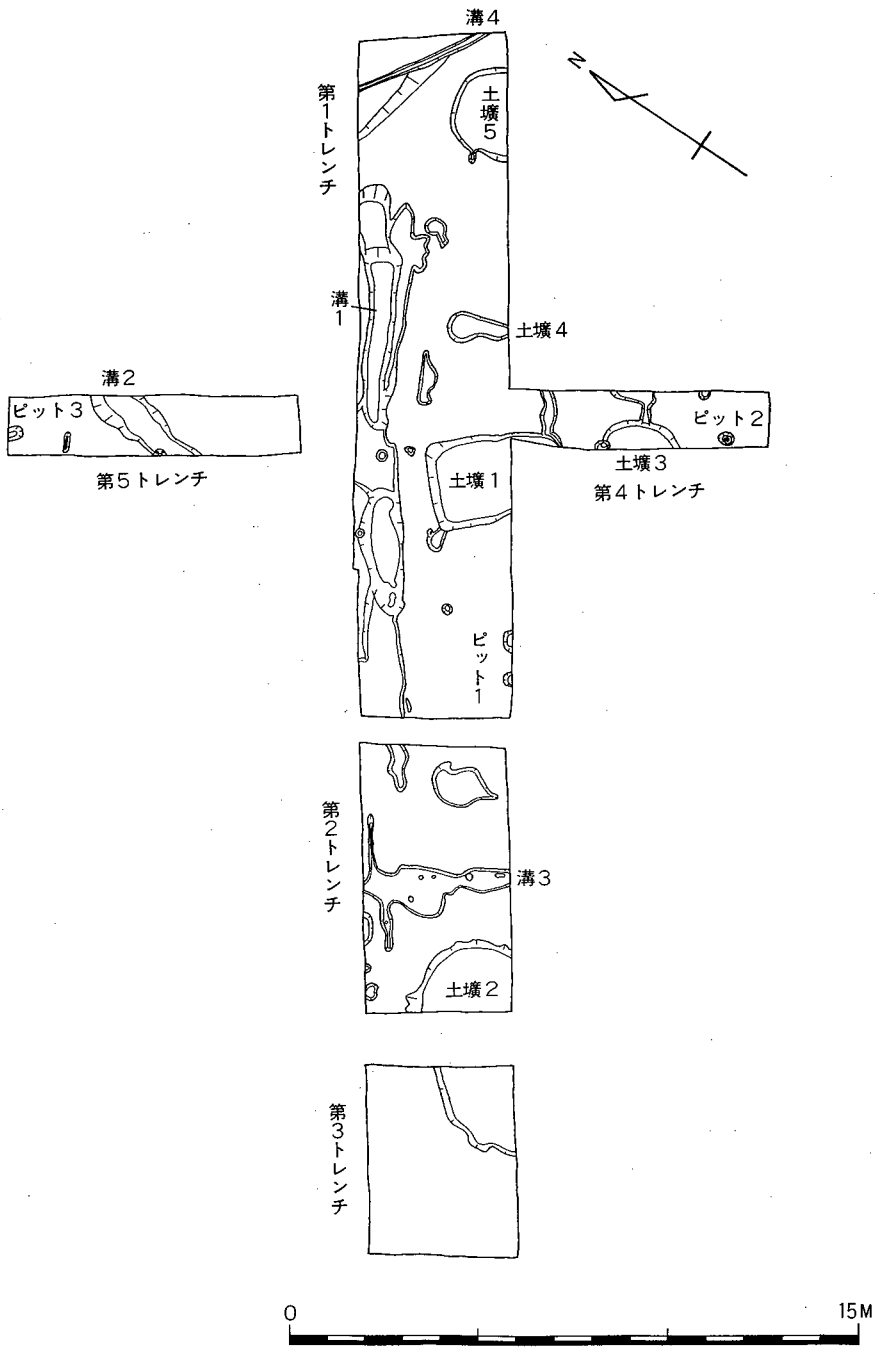 溝4
N
第1トレンチ
土壙5
溝1
土壙4
溝2
ピット3
第5トレンチ
ピット2
土壙3
第4トレンチ
土壙1
ピット1
第2トレンチ
溝3
土壙2
第3トレンチ
0
15M